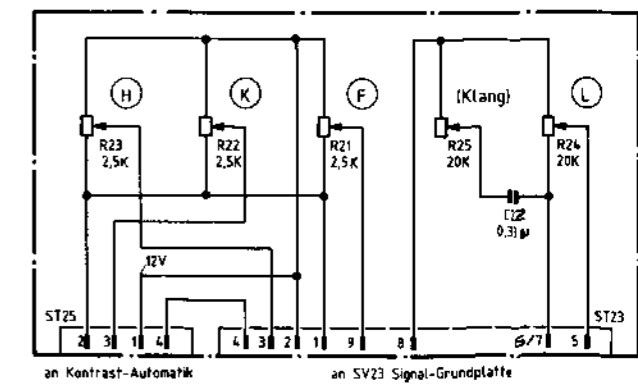 H
K
F
(Klang)
L
R23
2,5K
R22
2,5K
R21
2,5K
R25
20K
R24
20K
0,33µ
12V
ST25
ST23
2 3 1 4
4 3 2 1 9 8 6/7 5
an Kontrast-Automatik
an SV23 Signal-Grundplatte